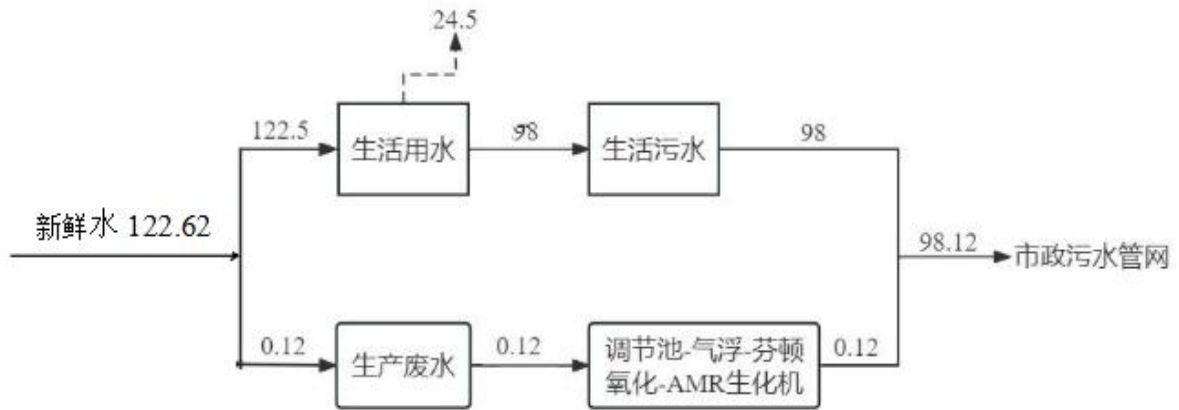 24.5
122.5
生活用水
98
生活污水
98
新鲜水 122.62
98.12
市政污水管网
0.12
生产废水
0.12
调节池-气浮-芬顿
氧化-AMR生化机
0.12